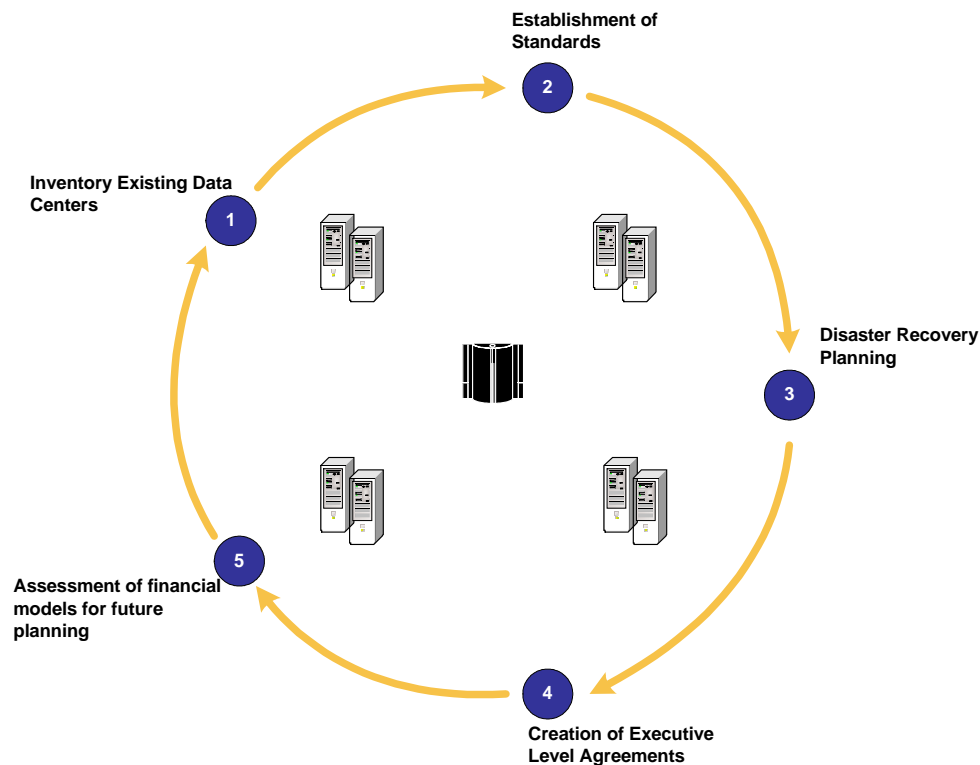 Establishment of
Standards
2
Inventory Existing Data
Centers
1
Disaster Recovery
Planning
3
5
Assessment of financial
models for future
planning
4
Creation of Executive
Level Agreements